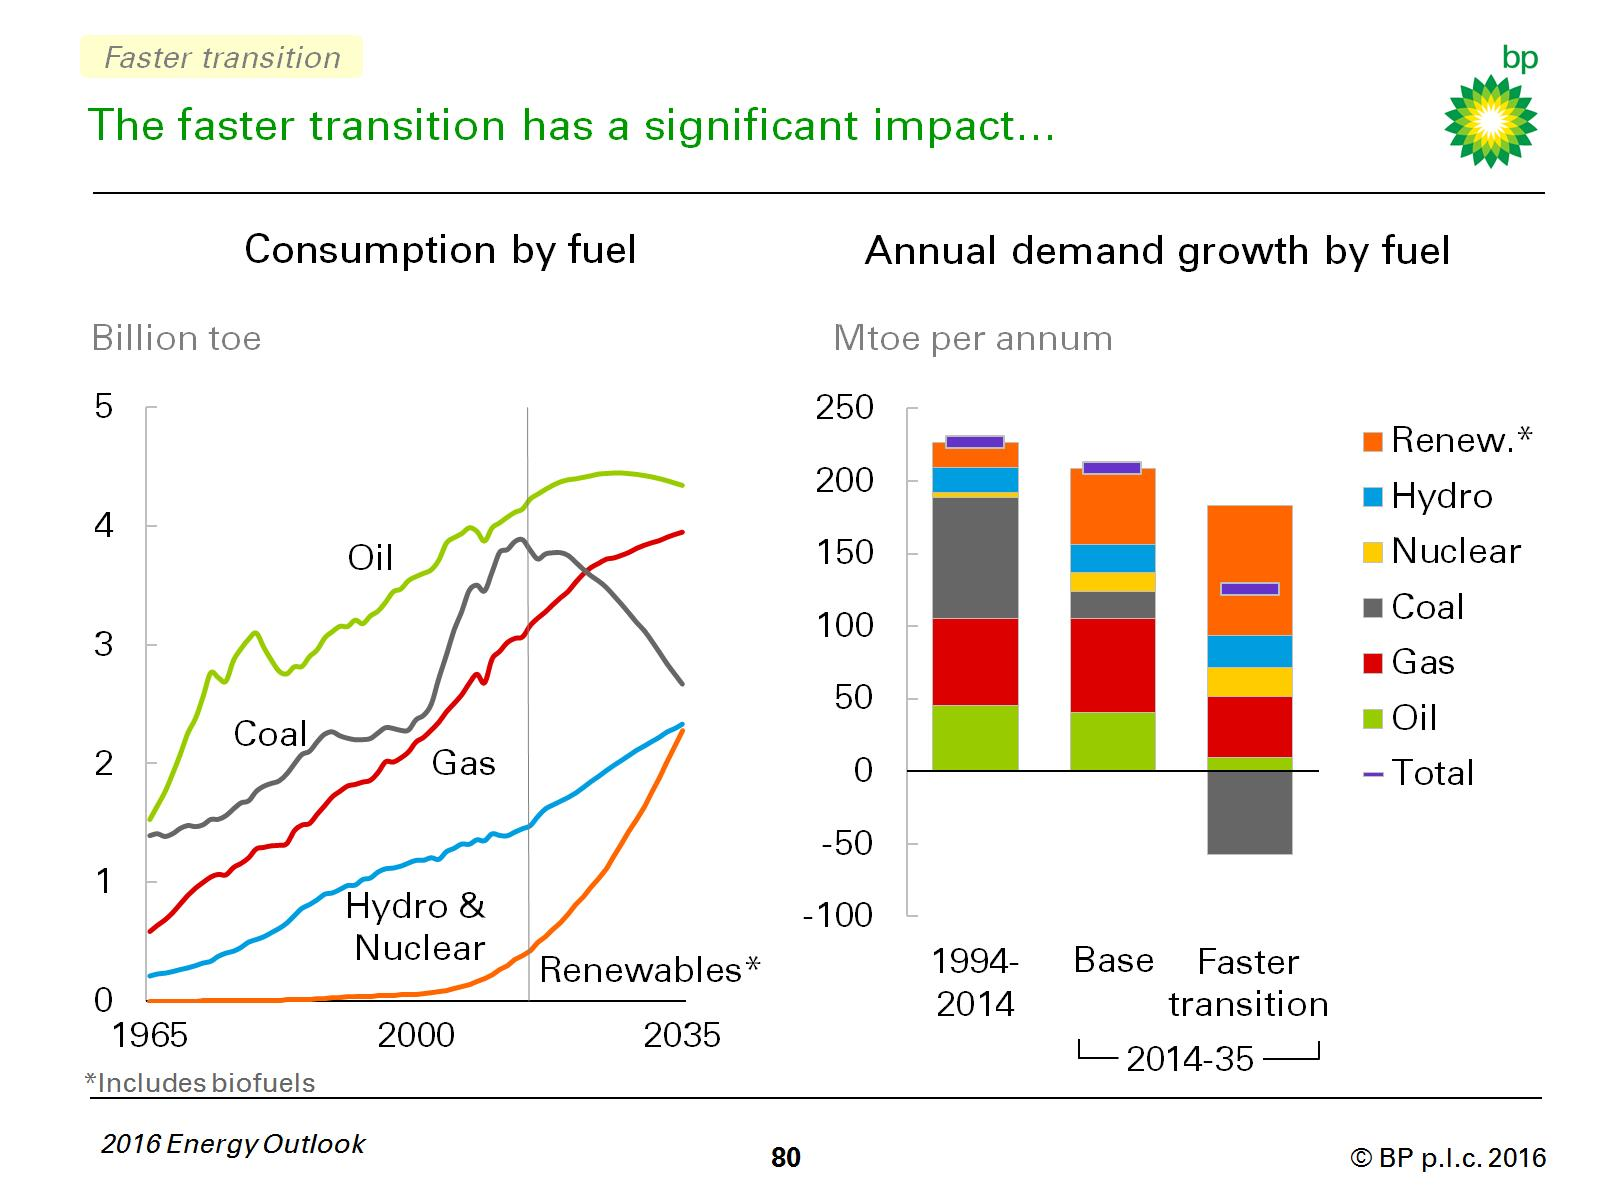 Faster transition
bp
The faster transition has a significant impact...
Consumption by fuel
Billion toe
5
4
3
2
1
0
Oil
Coal
Gas
Hydro &
Nuclear
Renewables*
1965
2000
2035
*Includes biofuels
Annual demand growth by fuel
Mtoe per annum
250
200
150
100
50
0
-50
-100
1994-
2014
Base
Faster
transition
2014-35
Renew.*
Hydro
Nuclear
Coal
Gas
Oil
Total
2016 Energy Outlook
80
© BP p.l.c. 2016